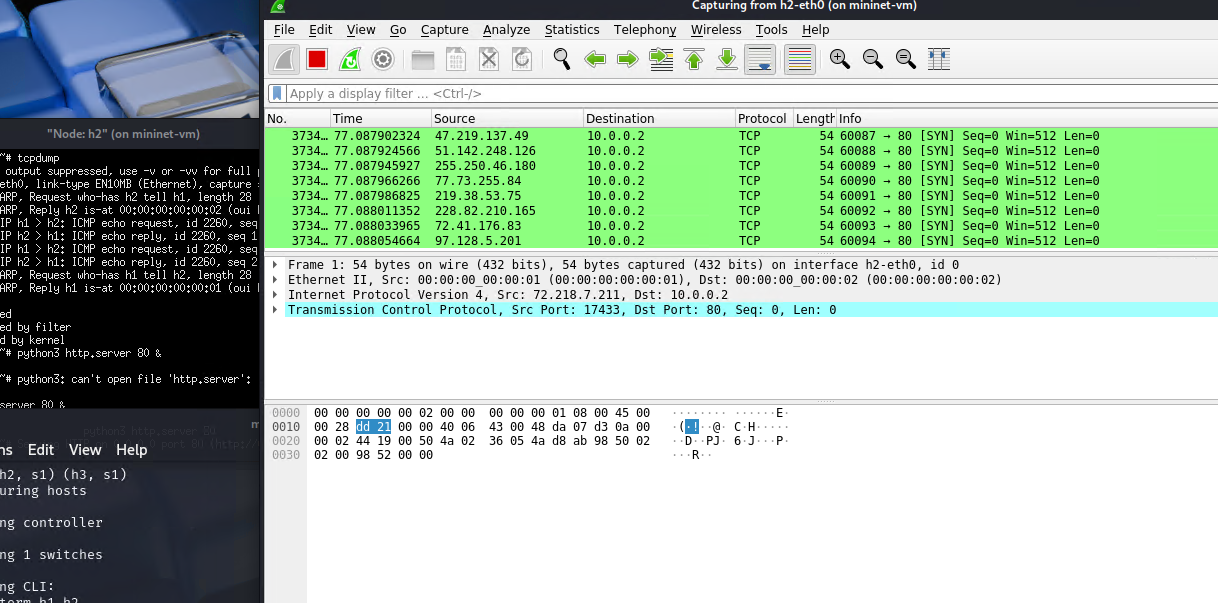 Capturing from h2-eth0 (on mininet-vm)
File Edit View Go Capture Analyze Statistics Telephony Wireless Tools Help
Apply a display filter ... <Ctrl-/>
No. Time Source Destination Protocol Length Info
3734… 77.087902324 47.219.137.49 10.0.0.2 TCP 54 60087 → 80 [SYN] Seq=0 Win=512 Len=0
3734… 77.087924566 51.142.248.126 10.0.0.2 TCP 54 60088 → 80 [SYN] Seq=0 Win=512 Len=0
3734… 77.087945927 255.250.46.180 10.0.0.2 TCP 54 60089 → 80 [SYN] Seq=0 Win=512 Len=0
3734… 77.087966266 77.73.255.84 10.0.0.2 TCP 54 60090 → 80 [SYN] Seq=0 Win=512 Len=0
3734… 77.087986825 219.38.53.75 10.0.0.2 TCP 54 60091 → 80 [SYN] Seq=0 Win=512 Len=0
3734… 77.088011352 228.82.210.165 10.0.0.2 TCP 54 60092 → 80 [SYN] Seq=0 Win=512 Len=0
3734… 77.088033965 72.41.176.83 10.0.0.2 TCP 54 60093 → 80 [SYN] Seq=0 Win=512 Len=0
3734… 77.088054664 97.128.5.201 10.0.0.2 TCP 54 60094 → 80 [SYN] Seq=0 Win=512 Len=0
Frame 1: 54 bytes on wire (432 bits), 54 bytes captured (432 bits) on interface h2-eth0, id 0
Ethernet II, Src: 00:00:00_00:00:01 (00:00:00:00:00:01), Dst: 00:00:00_00:00:02 (00:00:00:00:00:02)
Internet Protocol Version 4, Src: 72.218.7.211, Dst: 10.0.0.2
Transmission Control Protocol, Src Port: 17433, Dst Port: 80, Seq: 0, Len: 0
0000 00 00 00 00 00 02 00 00 00 00 00 01 08 00 45 00 ········ ······E·
0010 00 28 dd 21 00 00 40 06 43 00 48 da 07 d3 0a 00 ·(·!··@· C·H·····
0020 00 02 44 19 00 50 4a 02 36 05 4a d8 ab 98 50 02 ··D··PJ· 6·J···P·
0030 02 00 98 52 00 00 ···R··
"Node: h2" (on mininet-vm)
~# tcpdump
output suppressed, use -v or -vv for full
eth0, link-type EN10MB (Ethernet), capture
ARP, Request who-has h2 tell h1, length 28
ARP, Reply h2 is-at 00:00:00:00:00:02 (oui
IP h1 > h2: ICMP echo request, id 2260, seq
IP h2 > h1: ICMP echo reply, id 2260, seq 1
IP h1 > h2: ICMP echo request, id 2260, seq
IP h2 > h1: ICMP echo reply, id 2260, seq 2
ARP, Request who-has h1 tell h2, length 28
ARP, Reply h1 is-at 00:00:00:00:00:01 (oui
ed
ed by filter
d by kernel
~# python3 http.server 80 &
~# python3: can't open file 'http.server':
server 80 &
ns Edit View Help
h2, s1) (h3, s1)
uring hosts
ng controller
ng 1 switches
ng CLI:
term h1 h2